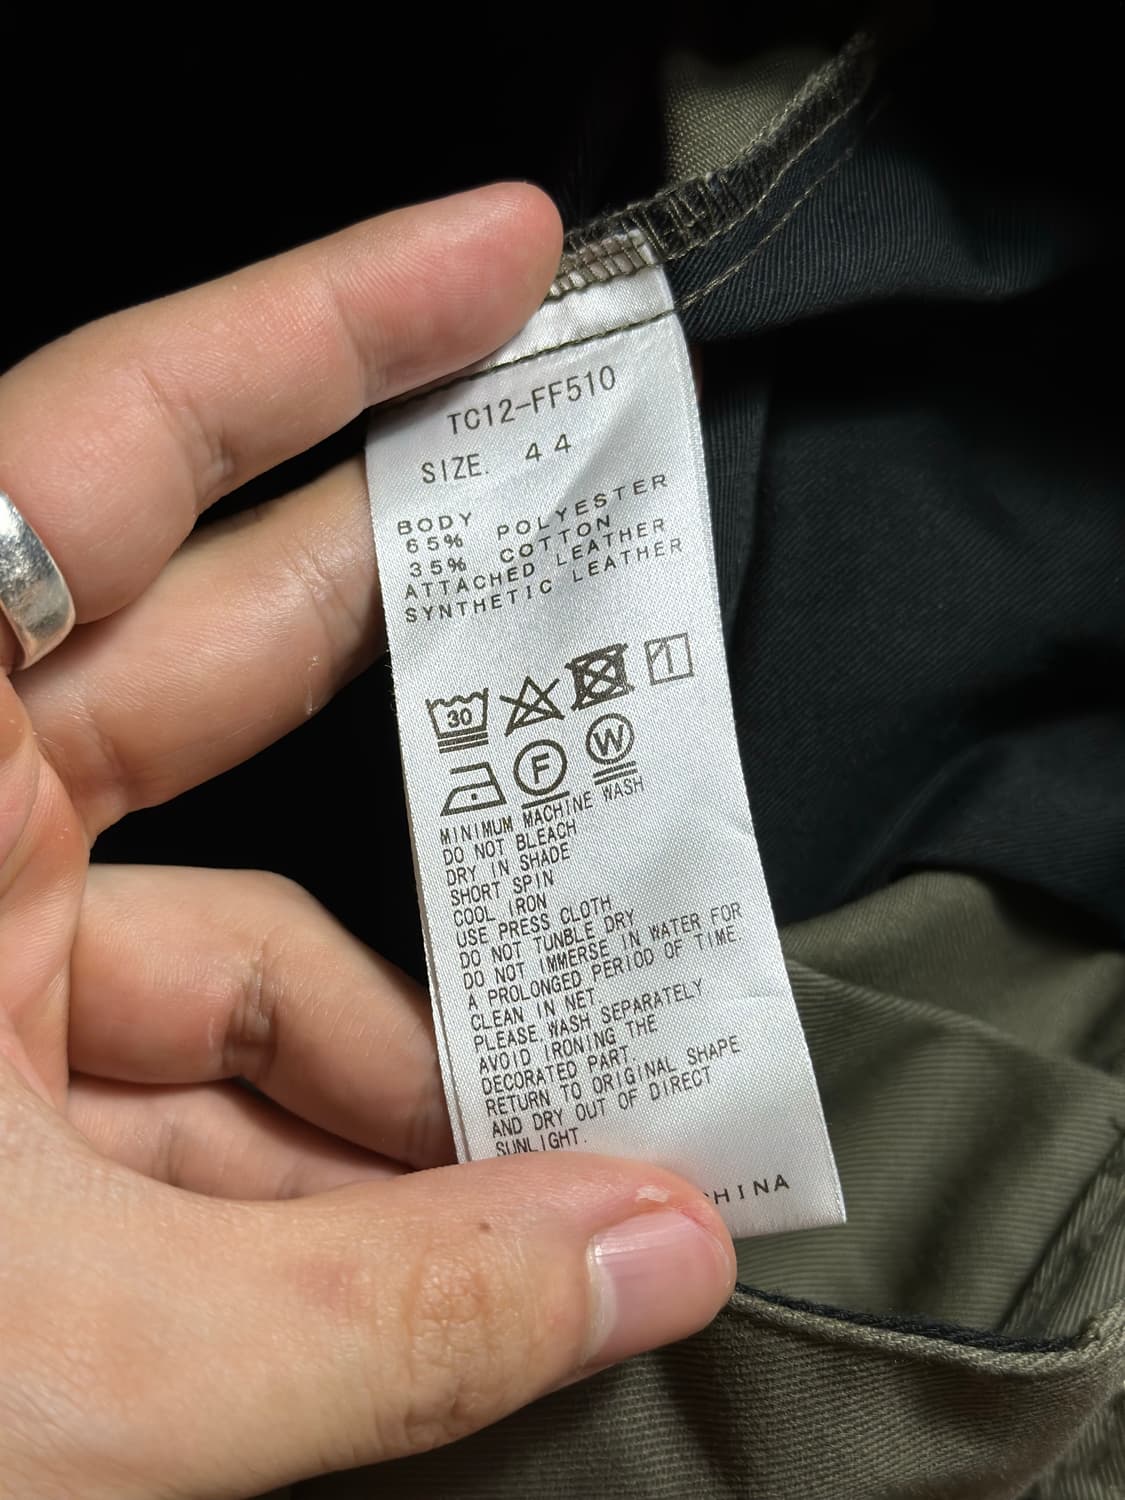 TC12-FF510
SIZE. 44
BODY
65% POLYESTER
35% COTTON
ATTACHED LEATHER
SYNTHETIC LEATHER
30
F
W
MINIMUM MACHINE WASH
DO NOT BLEACH
DRY IN SHADE
SHORT SPIN
COOL IRON
USE PRESS CLOTH
DO NOT TUNBLE DRY
DO NOT IMMERSE IN WATER FOR
A PROLONGED PERIOD OF TIME.
CLEAN IN NET
PLEASE WASH SEPARATELY
AVOID IRONING THE
DECORATED PART.
RETURN TO ORIGINAL SHAPE
AND DRY OUT OF DIRECT
SUNLIGHT.
HINA